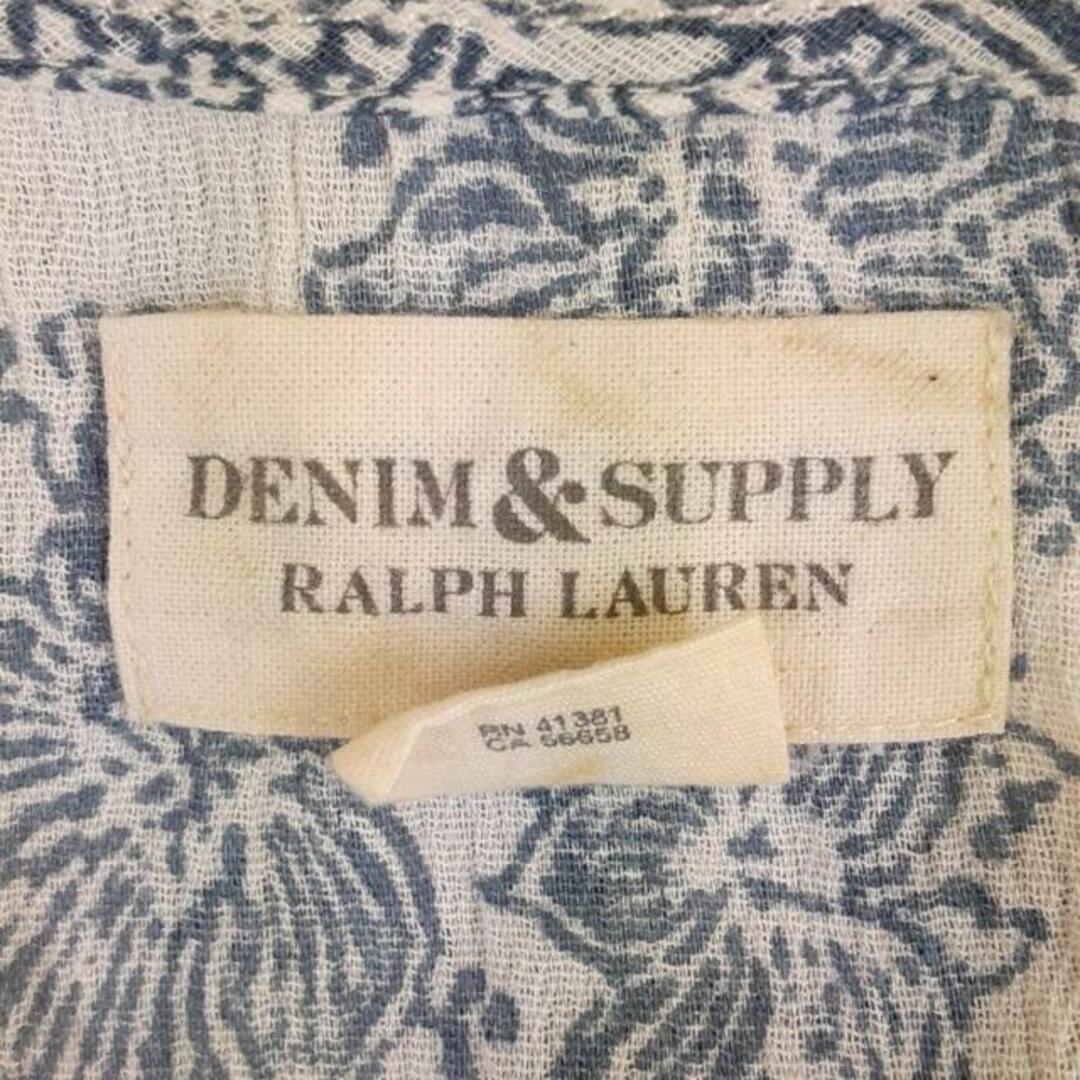 DENIM & SUPPLY
RALPH LAUREN
RN 41381
CA 56658